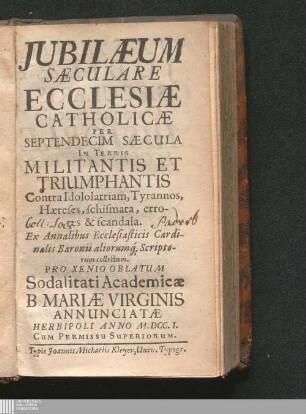 JUBILÆUM
SÆCULARE
ECCLESIÆ
CATHOLICÆ
PER
SEPTENDECIM SÆCULA
IN TERRIS
MILITANTIS ET
TRIUMPHANTIS
Contra Idololatriam, Tyrannos,
Hæreses, schismata, erro-
res & scandala.
Ex Annalibus Ecclesiasticis Cardi-
nalis Baronii aliorumq́, Scripto-
rum collectum.
PRO XENIO OBLATUM
Sodalitati Academicæ
B MARIÆ VIRGINIS
ANNUNCIATÆ
HERBIPOLI ANNO M.DCC.I.
CUM PERMISSU SUPERIORUM.
Typis Joannis Michaelis Kleyer, Univ. Typogr.